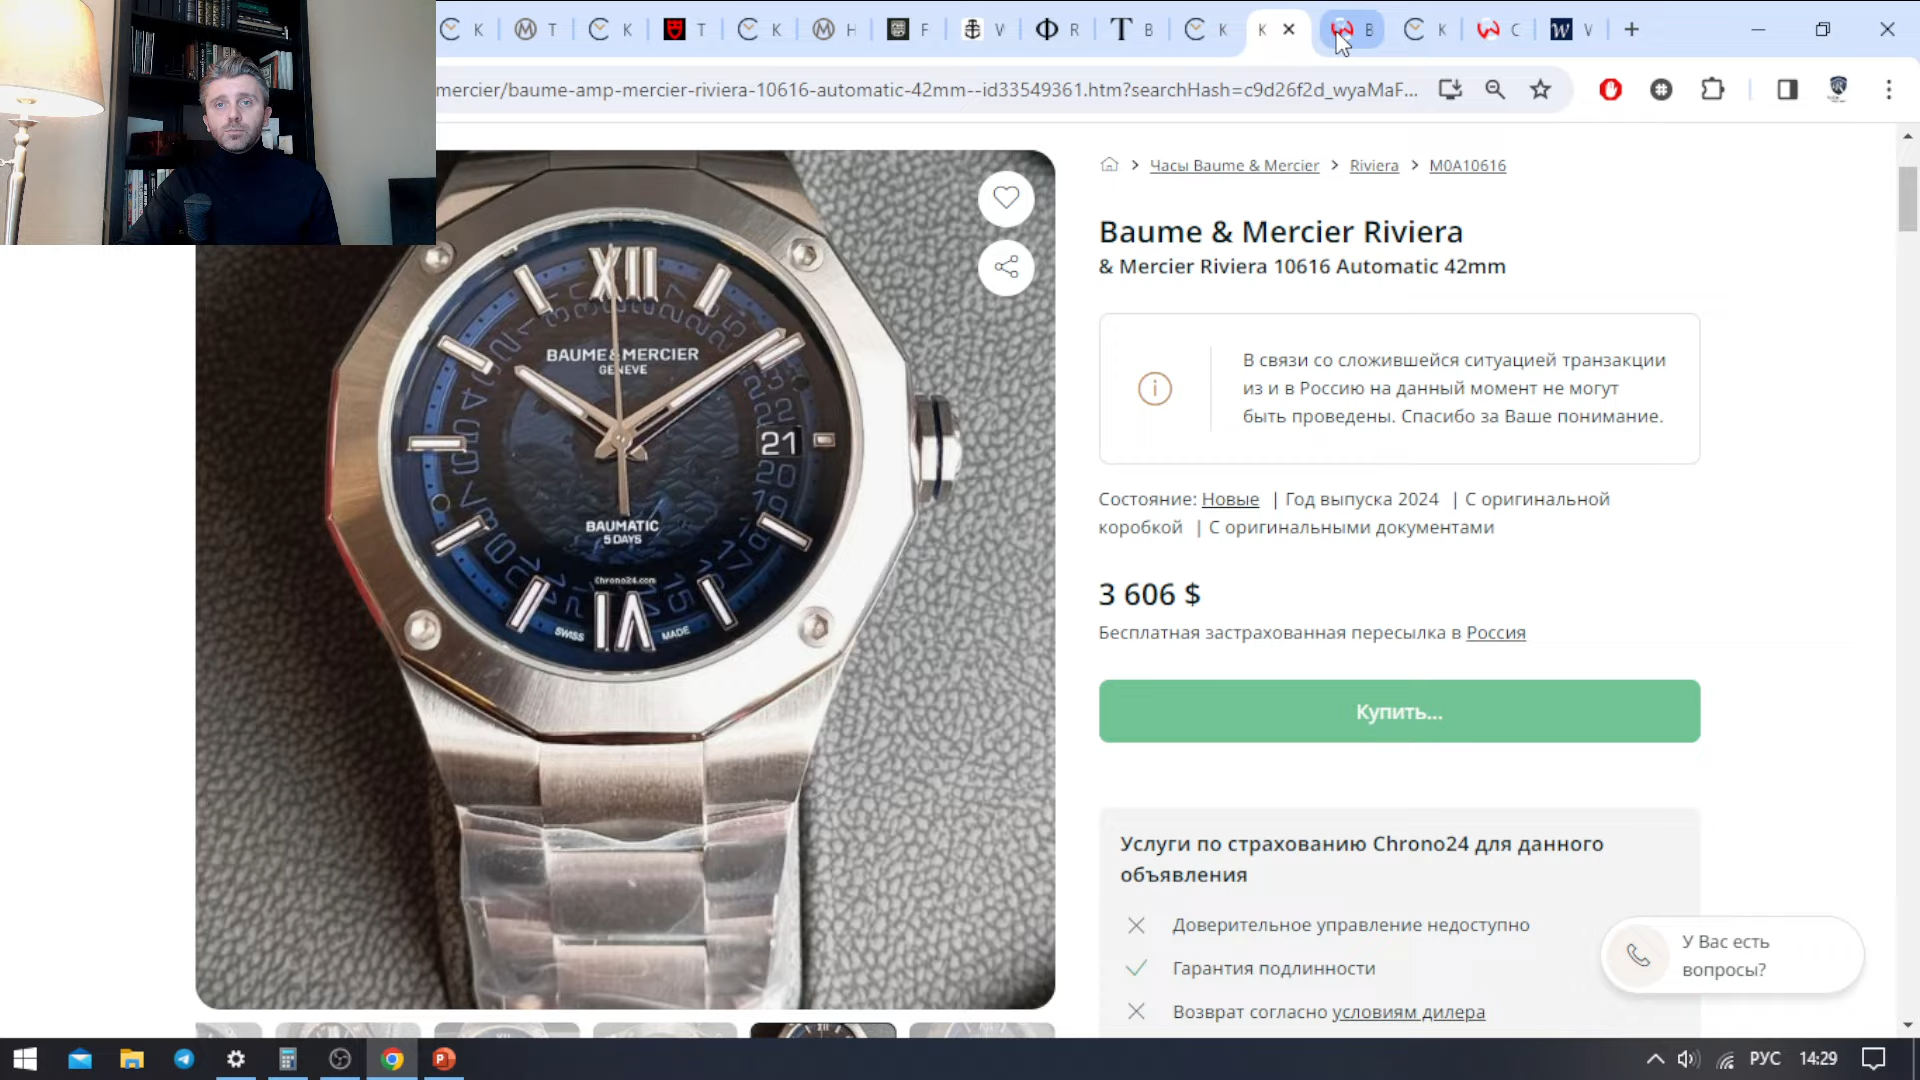 K
T
K
T
K
H
F
V
R
B
K
K
B
K
C
V
mercier/baume-amp-mercier-riviera-10616-automatic-42mm--id33549361.htm?searchHash=c9d26f2d_wyaMaF...
Часы Baume & Mercier > Riviera > M0A10616
Baume & Mercier Riviera
& Mercier Riviera 10616 Automatic 42mm
В связи со сложившейся ситуацией транзакции
из и в Россию на данный момент не могут
быть проведены. Спасибо за Ваше понимание.
Состояние: Новые | Год выпуска 2024 | С оригинальной
коробкой | С оригинальными документами
3 606 $
Бесплатная застрахованная пересылка в Россия
Купить...
Услуги по страхованию Chrono24 для данного
объявления
Доверительное управление недоступно
Гарантия подлинности
Возврат согласно условиям дилера
У Вас есть
вопросы?
XII
BAUME & MERCIER
GENEVE
21
BAUMATIC
5 DAYS
Chrono24.com
VI
SWISS MADE
РУС 14:29